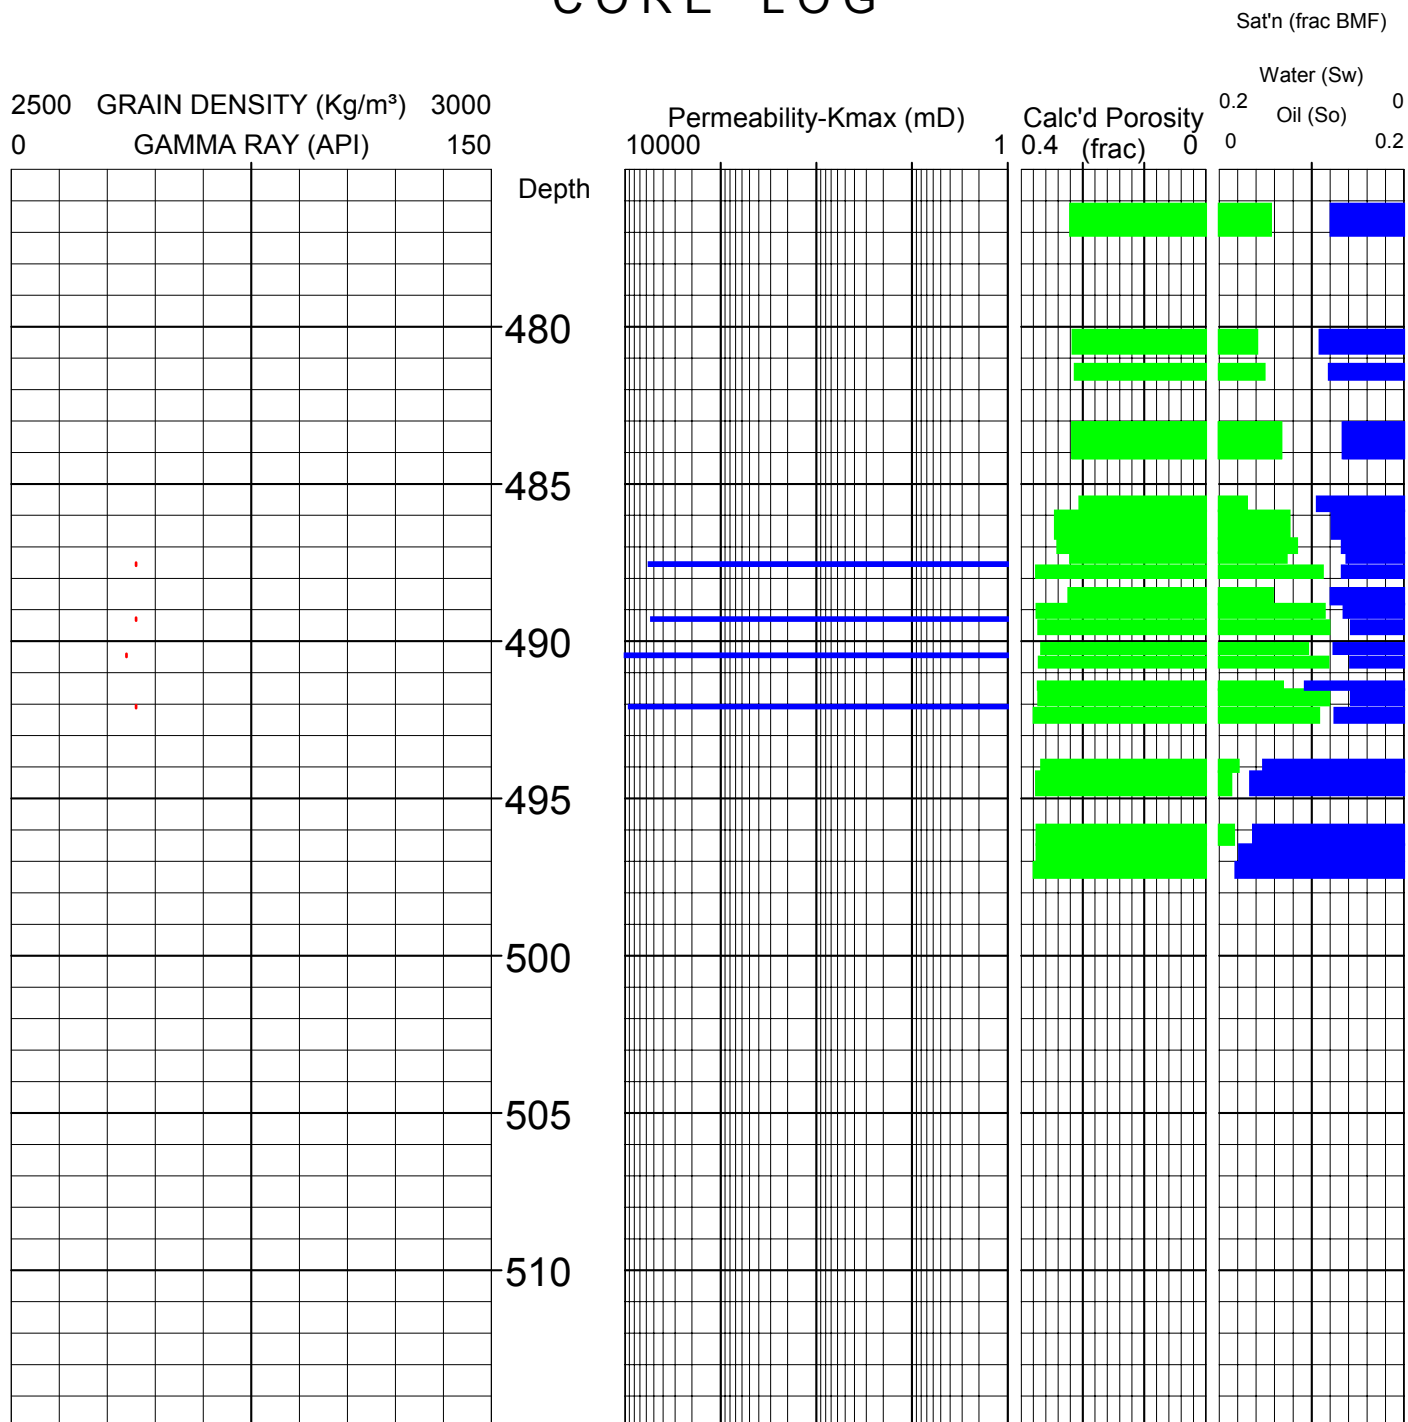 CORE LOG
Sat'n (frac BMF)
Water (Sw)
0.2 0
Oil (So)
0 0.2
2500 GRAIN DENSITY (Kg/m³) 3000
0 GAMMA RAY (API) 150
Depth
Permeability-Kmax (mD)
10000 1
Calc'd Porosity
0.4 (frac) 0
480
485
490
495
500
505
510